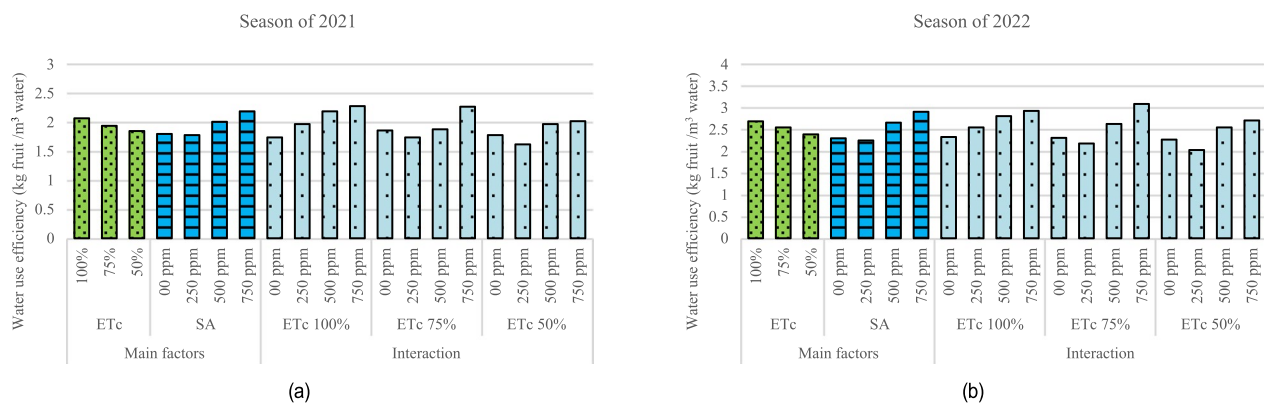 Season of 2021
Water use efficiency (kg fruit /m³ water)
3
2.5
2
1.5
1
0.5
0
100%
75%
50%
00 ppm
250 ppm
500 ppm
750 ppm
00 ppm
250 ppm
500 ppm
750 ppm
00 ppm
250 ppm
500 ppm
750 ppm
00 ppm
250 ppm
500 ppm
750 ppm
ETc SA ETc 100% ETc 75% ETc 50%
Main factors Interaction
(a)
Season of 2022
Water use efficiency (kg fruit /m³ water)
4
3.5
3
2.5
2
1.5
1
0.5
0
100%
75%
50%
00 ppm
250 ppm
500 ppm
750 ppm
00 ppm
250 ppm
500 ppm
750 ppm
00 ppm
250 ppm
500 ppm
750 ppm
00 ppm
250 ppm
500 ppm
750 ppm
ETc SA ETc 100% ETc 75% ETc 50%
Main factors Interaction
(b)